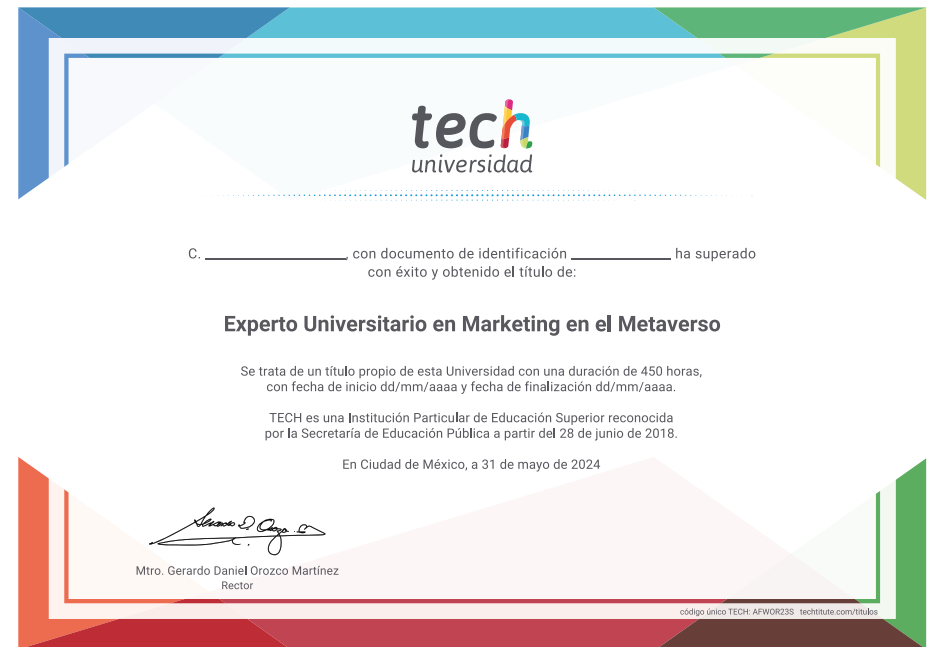 tech
universidad
C. ____________, con documento de identificación ____________ ha superado
con éxito y obtenido el título de:
Experto Universitario en Marketing en el Metaverso
Se trata de un título propio de esta Universidad con una duración de 450 horas,
con fecha de inicio dd/mm/aaaa y fecha de finalización dd/mm/aaaa.
TECH es una Institución Particular de Educación Superior reconocida
por la Secretaría de Educación Pública a partir del 28 de junio de 2018.
En Ciudad de México, a 31 de mayo de 2024
Mtro. Gerardo Daniel Orozco Martínez
Rector
código único TECH: AFWOR23S techtitute.com/titulos